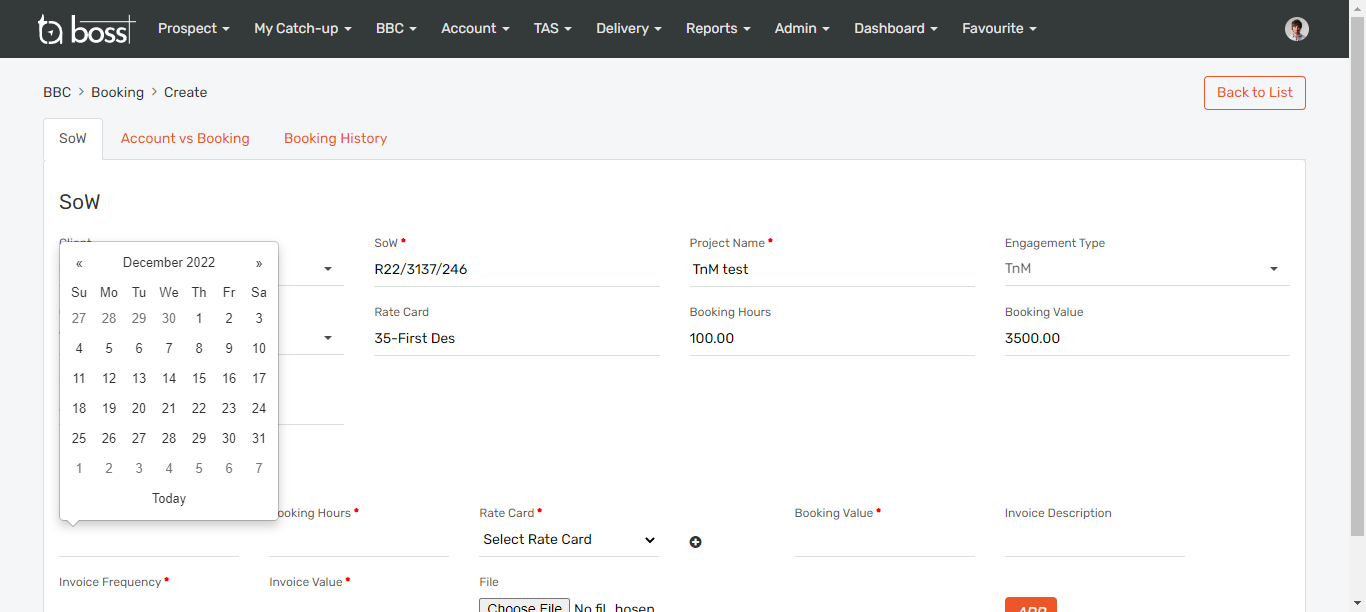 ta boss
Prospect My Catch-up BBC Account TAS Delivery Reports Admin Dashboard Favourite
BBC > Booking > Create
Back to List
SoW Account vs Booking Booking History
SoW
Client SoW * Project Name * Engagement Type
R22/3137/246 TnM test TnM
Rate Card Booking Hours Booking Value
35-First Des 100.00 3500.00
« December 2022 »
Su Mo Tu We Th Fr Sa
27 28 29 30 1 2 3
4 5 6 7 8 9 10
11 12 13 14 15 16 17
18 19 20 21 22 23 24
25 26 27 28 29 30 31
1 2 3 4 5 6 7
Today
ooking Hours * Rate Card * Booking Value * Invoice Description
Select Rate Card
Invoice Frequency * Invoice Value * File
Choose File No fil hosen
ADD